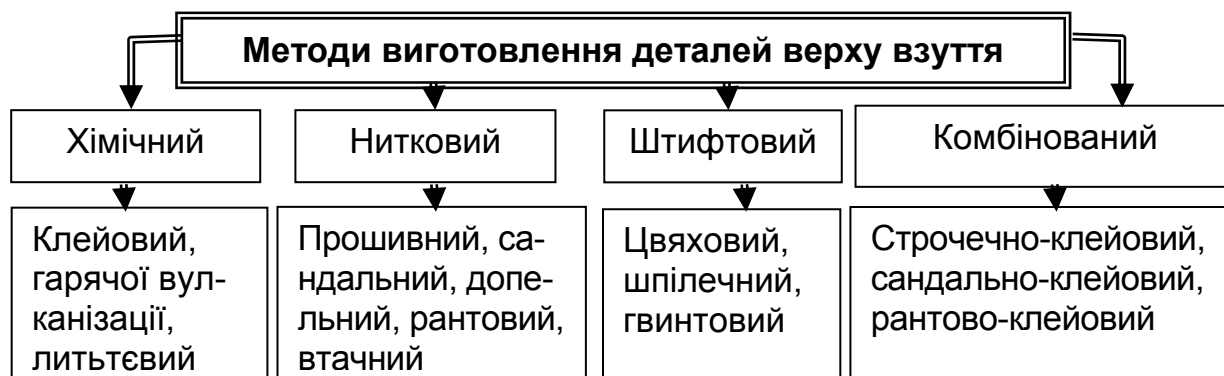 Методи виготовлення деталей верху взуття
Хімічний
Нитковий
Штифтовий
Комбінований
Клейовий,
гарячої вул-
канізації,
литьтєвий
Прошивний, са-
ндальний, допе-
льний, рантовий,
втачний
Цвяховий,
шпілечний,
гвинтовий
Строчечно-клейовий,
сандально-клейовий,
рантово-клейовий